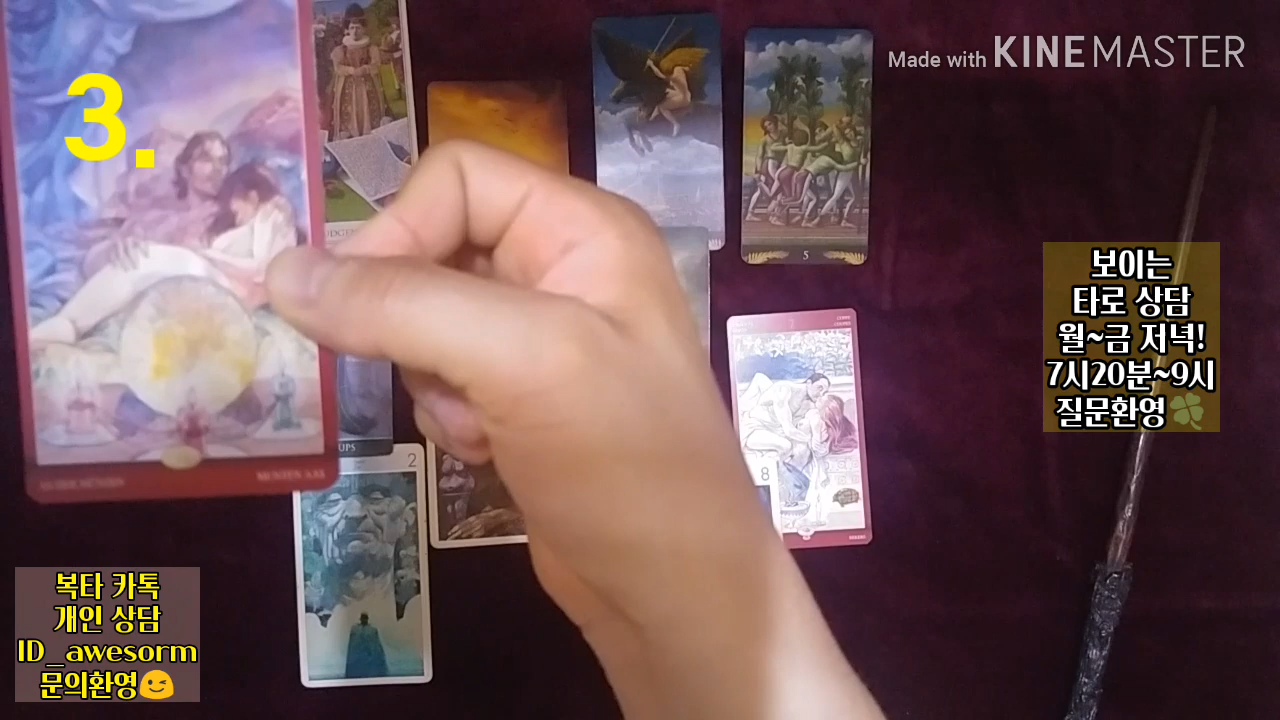 Made with KINEMASTER
3.
5
보이는
타로 상담
월~금 저녁!
7시20분~9시
질문환영🍀
UPS
2
8
복타 카톡
개인 상담
ID_awesorm
문의환영😉